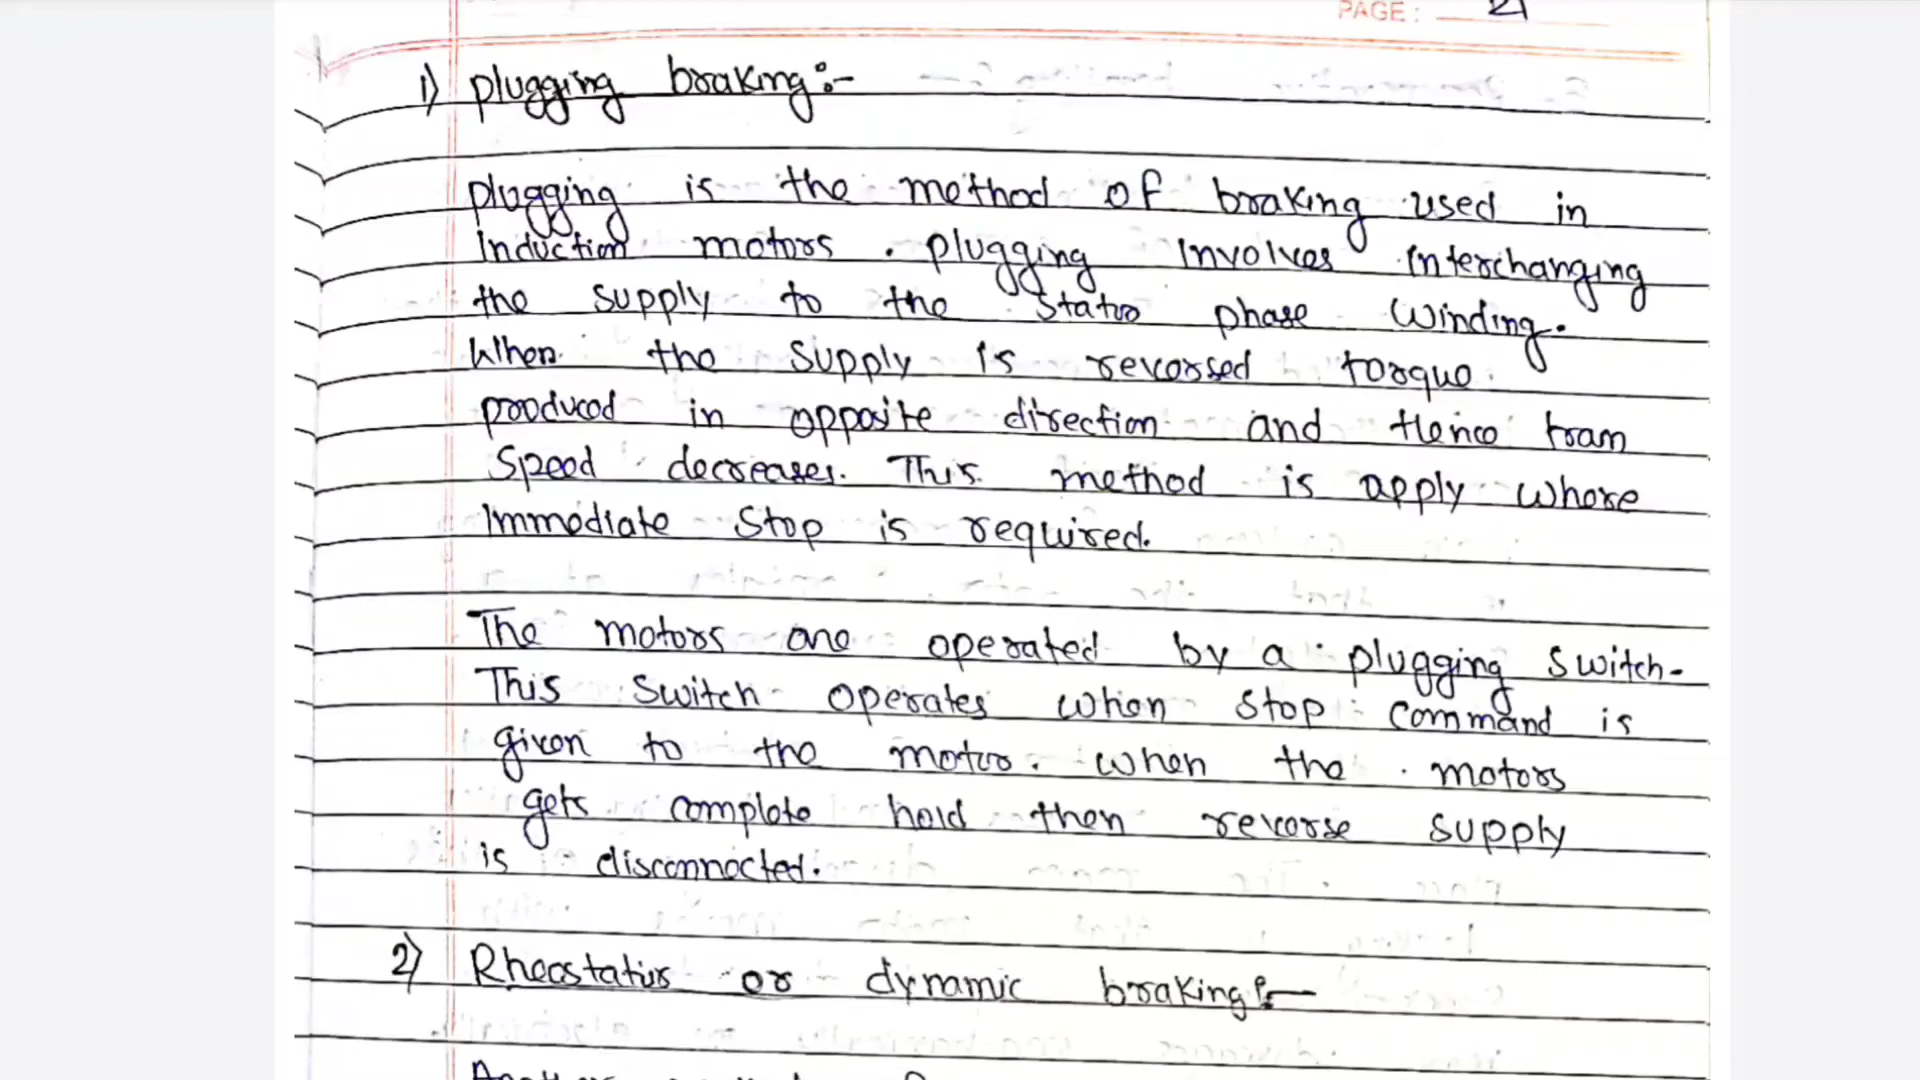 PAGE: 21
1) plugging braking:-
plugging is the method of braking used in
Induction motors. plugging involves interchanging
the supply to the stator phase winding.
When the supply is reversed torque
produced in opposite direction and Hence tram
speed decreases. This method is apply where
immediate stop is required.
The motors are operated by a plugging switch.
This switch operates when stop command is
given to the motor. when the motors
gets complete hold then reverse supply
is disconnected.
2) Rheostatirs or dynamic braking:-